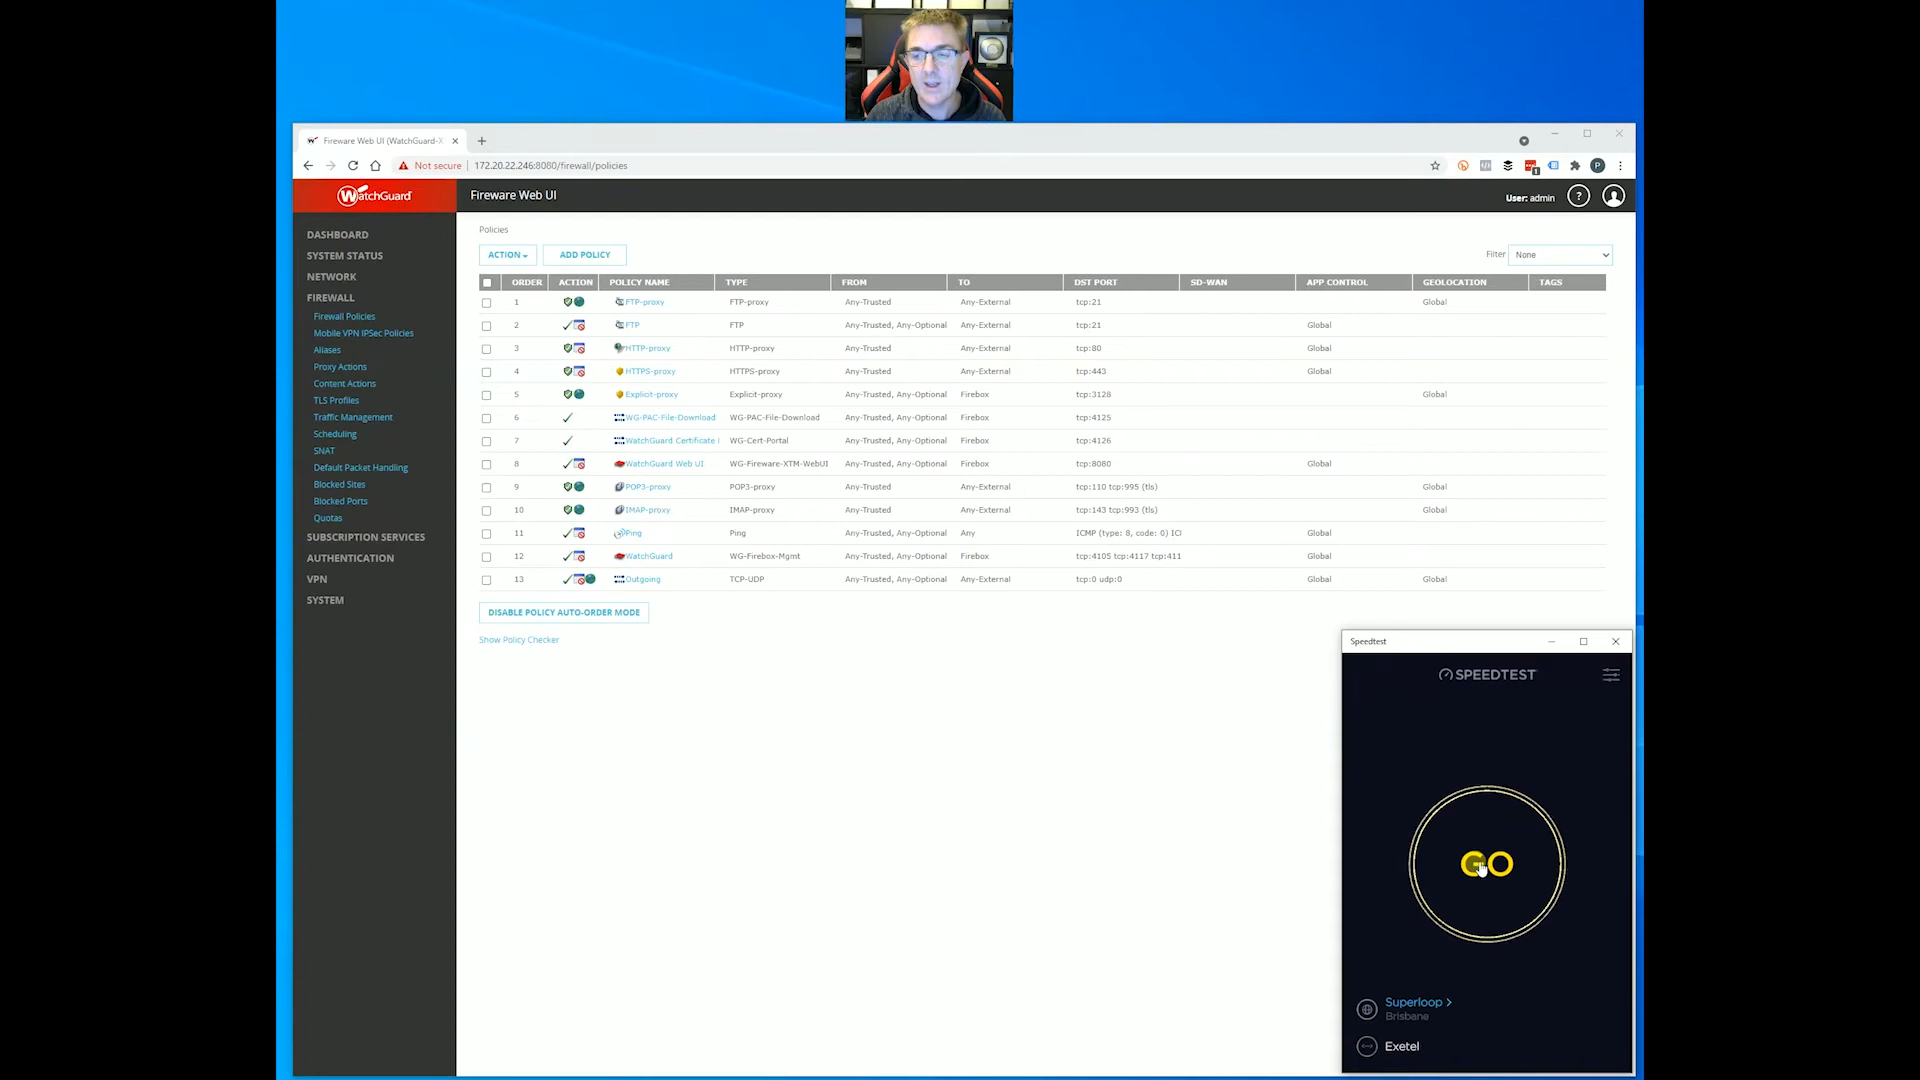 Fireware Web UI (WatchGuard-X
Not secure
172.20.22.246:8080/firewall/policies
WatchGuard
Fireware Web UI
User: admin
?
DASHBOARD
SYSTEM STATUS
NETWORK
FIREWALL
Firewall Policies
Mobile VPN IPSec Policies
Aliases
Proxy Actions
Content Actions
TLS Profiles
Traffic Management
Scheduling
SNAT
Default Packet Handling
Blocked Sites
Blocked Ports
Quotas
SUBSCRIPTION SERVICES
AUTHENTICATION
VPN
SYSTEM
Policies
ACTION
ADD POLICY
Filter
None
ORDER ACTION POLICY NAME TYPE FROM TO DST PORT SD-WAN APP CONTROL GEOLOCATION TAGS
1 FTP-proxy FTP-proxy Any-Trusted Any-External tcp:21 Global
2 FTP FTP Any-Trusted, Any-Optional Any-External tcp:21 Global
3 HTTP-proxy HTTP-proxy Any-Trusted Any-External tcp:80 Global
4 HTTPS-proxy HTTPS-proxy Any-Trusted Any-External tcp:443 Global
5 Explicit-proxy Explicit-proxy Any-Trusted, Any-Optional Firebox tcp:3128 Global
6 WG-PAC-File-Download WG-PAC-File-Download Any-Trusted, Any-Optional Firebox tcp:4125
7 WatchGuard Certificate WG-Cert-Portal Any-Trusted, Any-Optional Firebox tcp:4126
8 WatchGuard Web UI WG-Fireware-XTM-WebUI Any-Trusted, Any-Optional Firebox tcp:8080 Global
9 POP3-proxy POP3-proxy Any-Trusted Any-External tcp:110 tcp:995 (tls) Global
10 IMAP-proxy IMAP-proxy Any-Trusted Any-External tcp:143 tcp:993 (tls) Global
11 Ping Ping Any-Trusted, Any-Optional Any ICMP (type: 8, code: 0) ICI Global
12 WatchGuard WG-Firebox-Mgmt Any-Trusted, Any-Optional Firebox tcp:4105 tcp:4117 tcp:411 Global
13 Outgoing TCP-UDP Any-Trusted, Any-Optional Any-External tcp:0 udp:0 Global Global
DISABLE POLICY AUTO-ORDER MODE
Show Policy Checker
Speedtest
SPEEDTEST
GO
Superloop >
Brisbane
Exetel